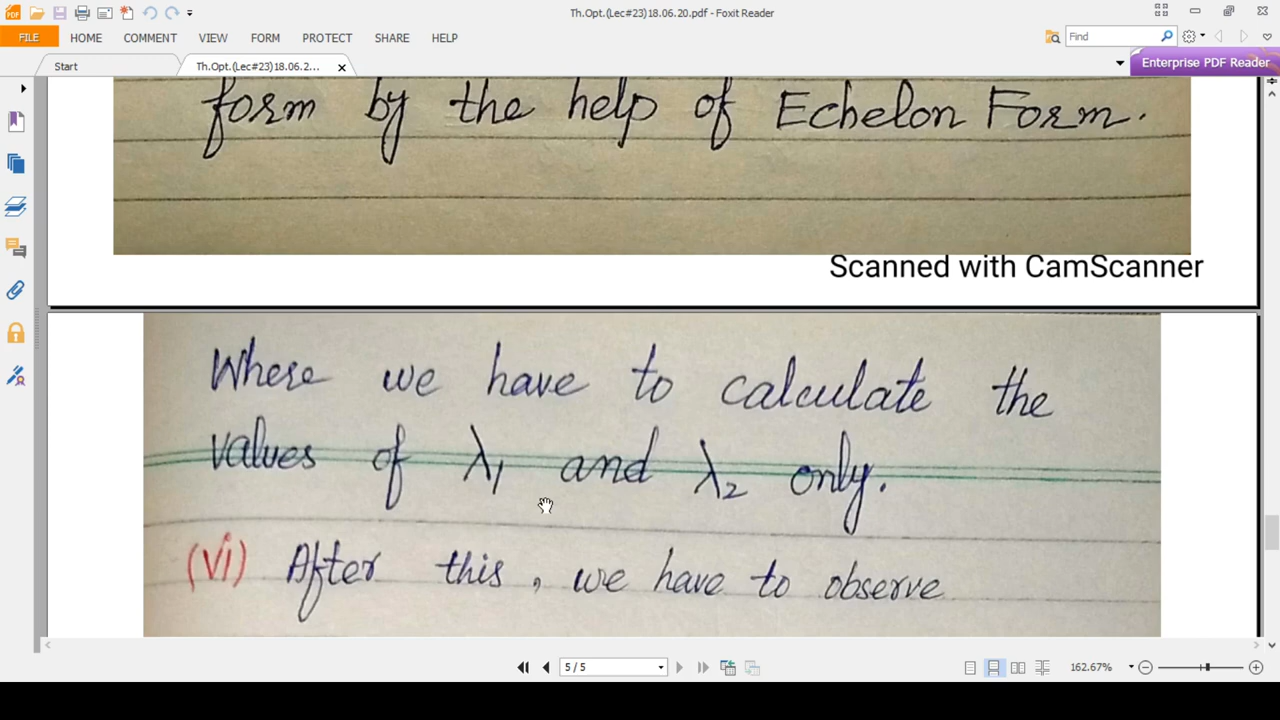 Th.Opt.(Lec#23)18.06.20.pdf - Foxit Reader
FILE HOME COMMENT VIEW FORM PROTECT SHARE HELP
Find
Start Th.Opt.(Lec#23)18.06.2...
Enterprise PDF Reader
form by the help of Echelon Form.
Scanned with CamScanner
Where we have to calculate the
values of λ1 and λ2 only.
(vi) After this, we have to observe
5 / 5
162.67%